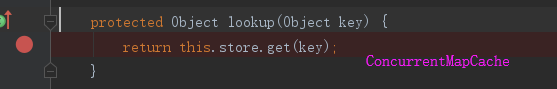 protected Object lookup(Object key) {
return this.store.get(key);
ConcurrentMapCache
}